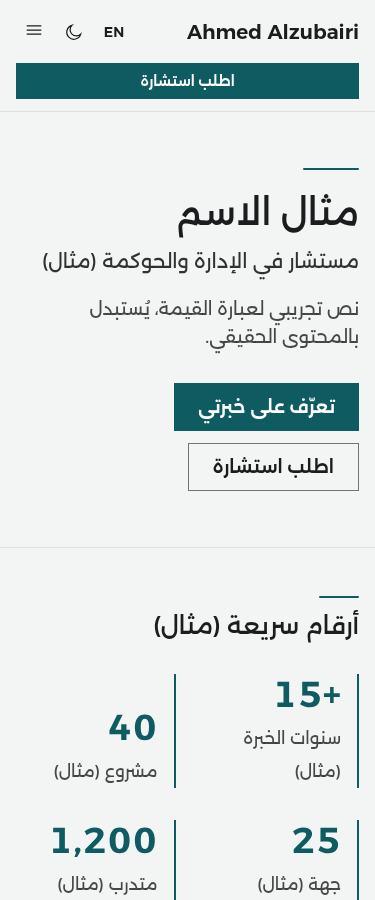 Ahmed Alzubairi
EN
اطلب استشارة
مثال الاسم
مستشار في الإدارة والحوكمة (مثال)
نص تجريبي لعبارة القيمة، يُستبدل
بالمحتوى الحقيقي.
تعرّف على خبرتي
اطلب استشارة
أرقام سريعة (مثال)
15+
سنوات الخبرة
(مثال)
40
مشروع (مثال)
25
جهة (مثال)
1,200
متدرب (مثال)